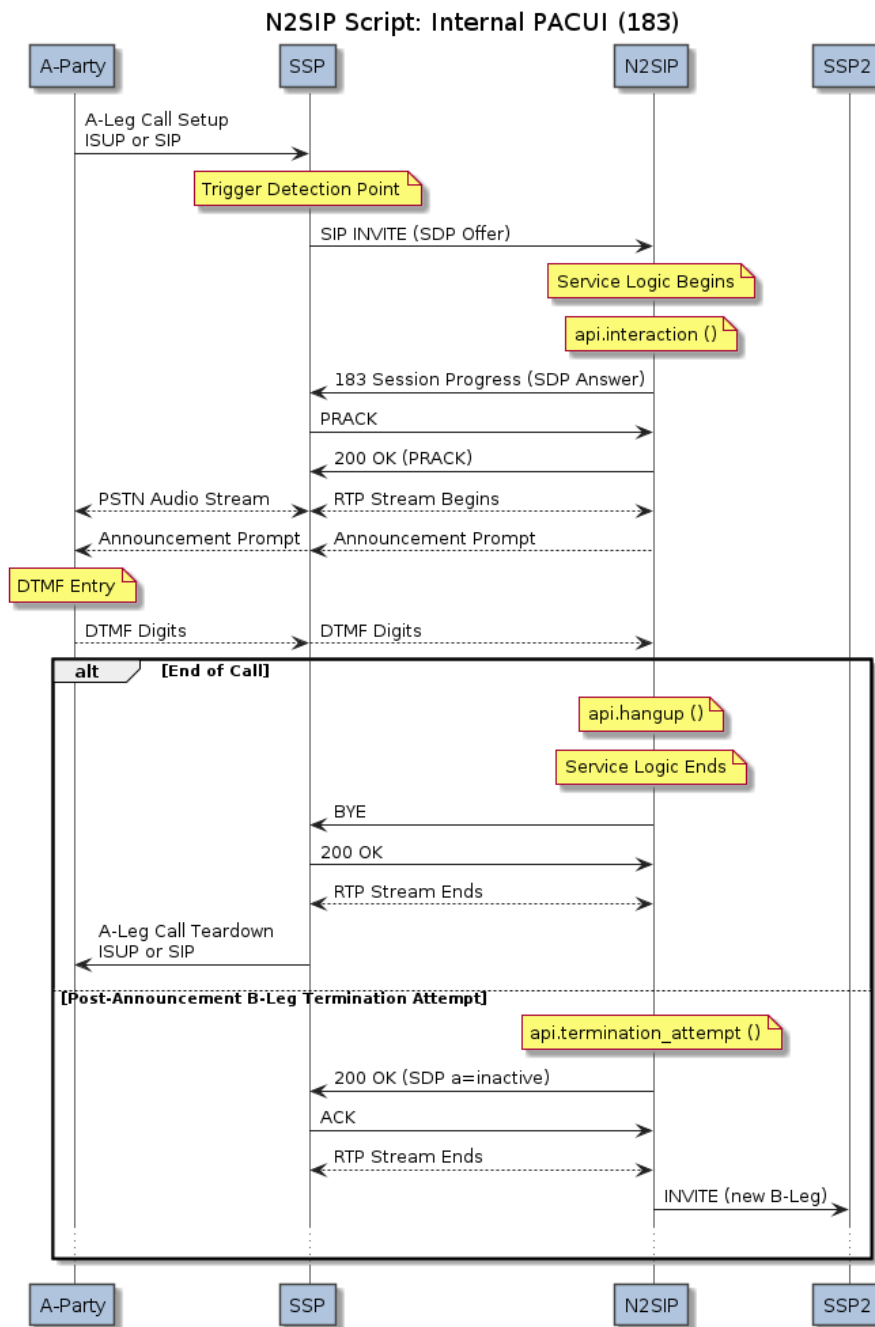 N2SIP Script: Internal PACUI (183)
A-Party
SSP
N2SIP
SSP2
A-Leg Call Setup
ISUP or SIP
Trigger Detection Point
SIP INVITE (SDP Offer)
Service Logic Begins
api.interaction ()
183 Session Progress (SDP Answer)
PRACK
200 OK (PRACK)
PSTN Audio Stream
RTP Stream Begins
Announcement Prompt
Announcement Prompt
DTMF Entry
DTMF Digits
DTMF Digits
alt
[End of Call]
api.hangup ()
Service Logic Ends
BYE
200 OK
RTP Stream Ends
A-Leg Call Teardown
ISUP or SIP
[Post-Announcement B-Leg Termination Attempt]
api.termination_attempt ()
200 OK (SDP a=inactive)
ACK
RTP Stream Ends
INVITE (new B-Leg)
A-Party
SSP
N2SIP
SSP2